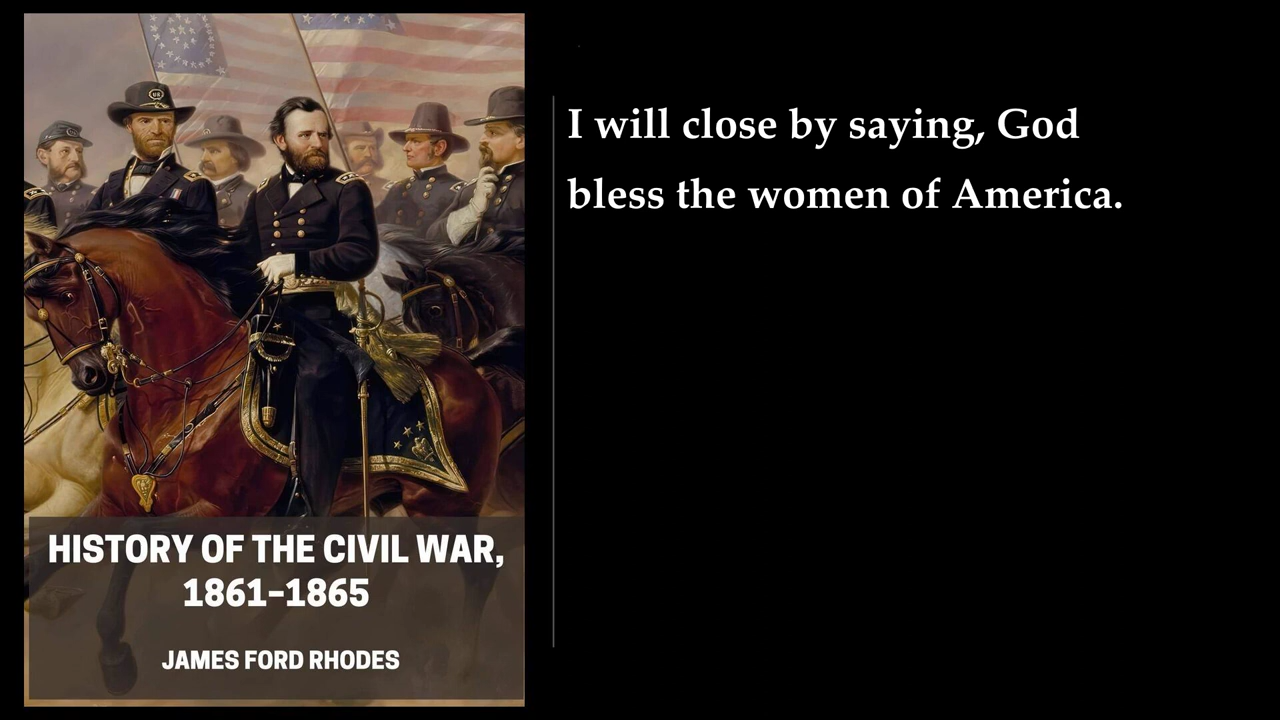 HISTORY OF THE CIVIL WAR,
1861–1865
JAMES FORD RHODES
I will close by saying, God
bless the women of America.